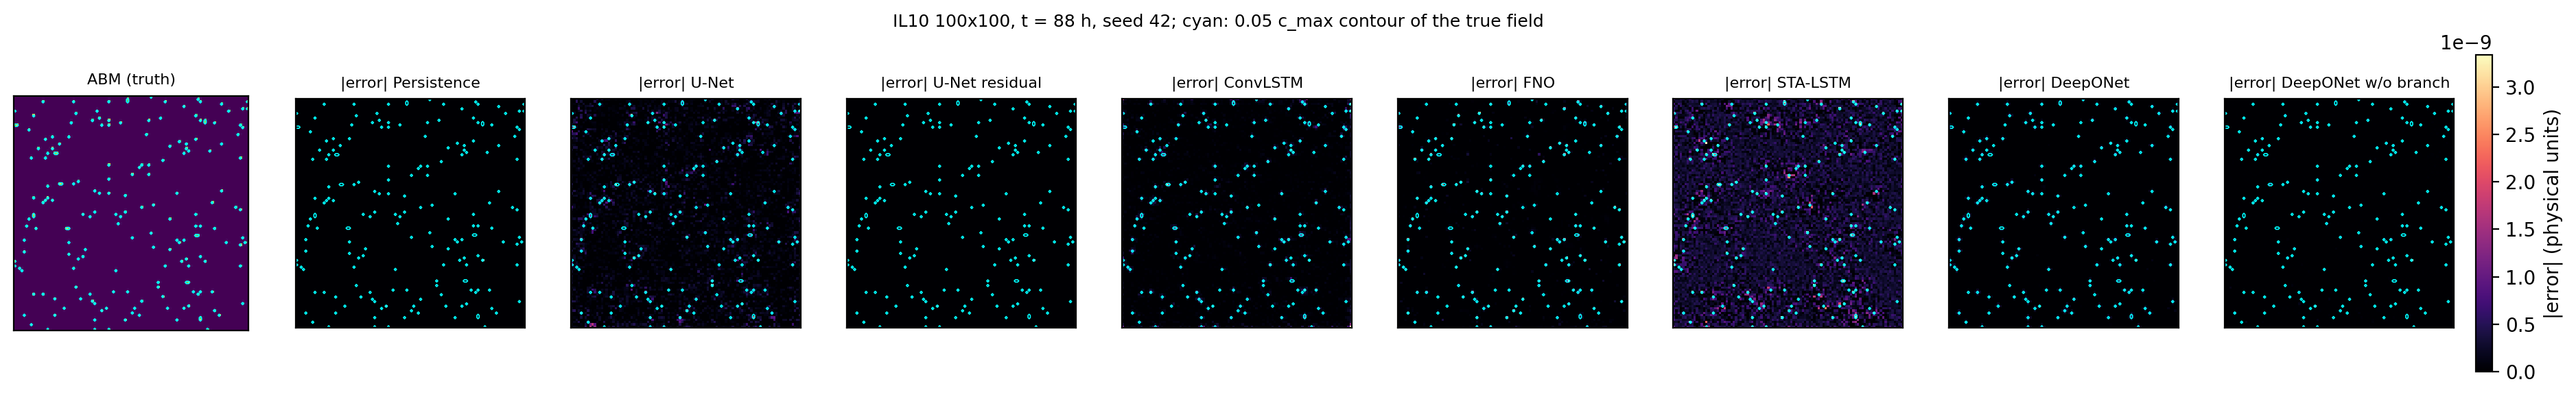 IL10 100x100, t = 88 h, seed 42; cyan: 0.05 c_max contour of the true field
ABM (truth)
|error| Persistence
|error| U-Net
|error| U-Net residual
|error| ConvLSTM
|error| FNO
|error| STA-LSTM
|error| DeepONet
|error| DeepONet w/o branch
1e−9
3.0
2.5
2.0
1.5
1.0
0.5
0.0
|error| (physical units)